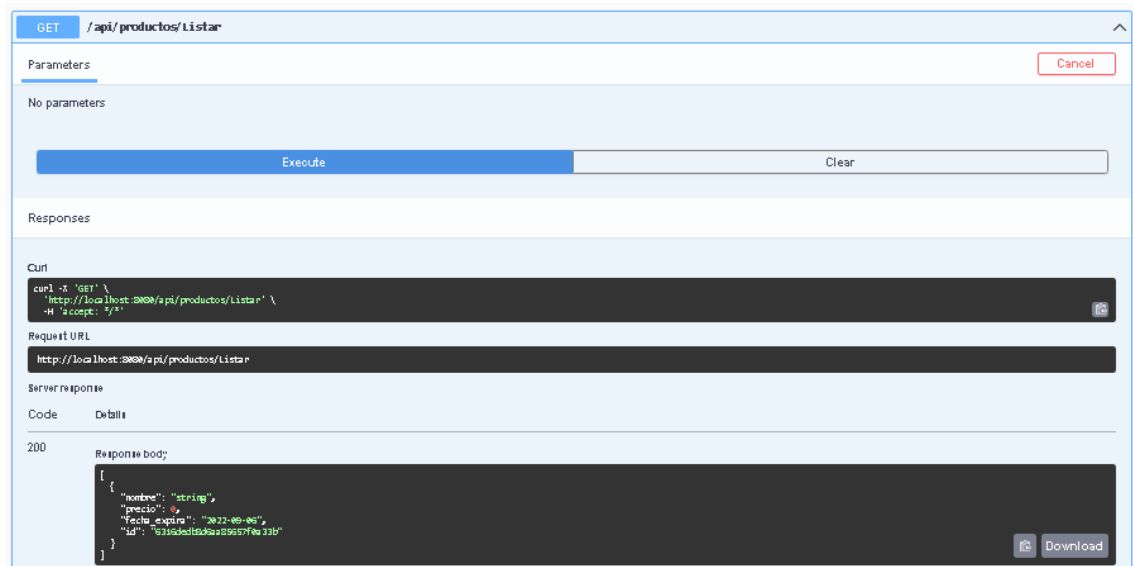 GET /api/productos/Listar
Parameters
Cancel
No parameters
Execute
Clear
Responses
Curl
curl -X 'GET' \
'http://localhost:8080/api/productos/Listar' \
-H 'accept: */*'
Request URL
http://localhost:8080/api/productos/Listar
Server response
Code Details
200
Response body
[
{
"nombre": "string",
"precio": 0,
"fecha_expira": "2022-09-06",
"id":
}
]
Download